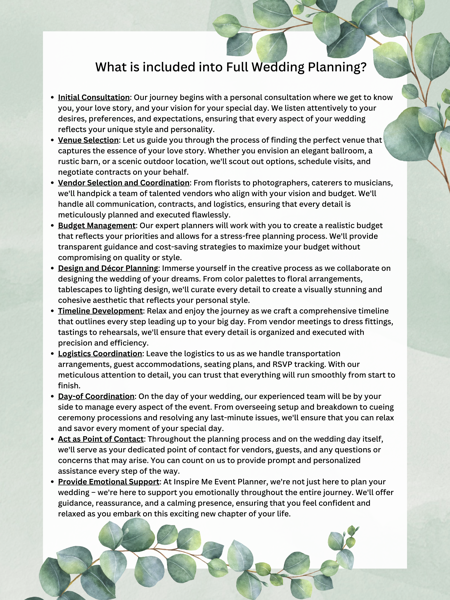 What is included into Full Wedding Planning?
• Initial Consultation: Our journey begins with a personal consultation where we get to know
you, your love story, and your vision for your special day. We listen attentively to your
desires, preferences, and expectations, ensuring that every aspect of your wedding
reflects your unique style and personality.
• Venue Selection: Let us guide you through the process of finding the perfect venue that
captures the essence of your love story. Whether you envision an elegant ballroom, a
rustic barn, or a scenic outdoor location, we'll scout out options, schedule visits, and
negotiate contracts on your behalf.
• Vendor Selection and Coordination: From florists to photographers, caterers to musicians,
we'll handpick a team of talented vendors who align with your vision and budget. We'll
handle all communication, contracts, and logistics, ensuring that every detail is
meticulously planned and executed flawlessly.
• Budget Management: Our expert planners will work with you to create a realistic budget
that reflects your priorities and allows for a stress-free planning process. We'll provide
transparent guidance and cost-saving strategies to maximize your budget without
compromising on quality or style.
• Design and Décor Planning: Immerse yourself in the creative process as we collaborate on
designing the wedding of your dreams. From color palettes to floral arrangements,
tablescapes to lighting design, we'll curate every detail to create a visually stunning and
cohesive aesthetic that reflects your personal style.
• Timeline Development: Relax and enjoy the journey as we craft a comprehensive timeline
that outlines every step leading up to your big day. From vendor meetings to dress fittings,
tastings to rehearsals, we'll ensure that every detail is organized and executed with
precision and efficiency.
• Logistics Coordination: Leave the logistics to us as we handle transportation
arrangements, guest accommodations, seating plans, and RSVP tracking. With our
meticulous attention to detail, you can trust that everything will run smoothly from start to
finish.
• Day-of Coordination: On the day of your wedding, our experienced team will be by your
side to manage every aspect of the event. From overseeing setup and breakdown to cueing
ceremony processions and resolving any last-minute issues, we'll ensure that you can relax
and savor every moment of your special day.
• Act as Point of Contact: Throughout the planning process and on the wedding day itself,
we'll serve as your dedicated point of contact for vendors, guests, and any questions or
concerns that may arise. You can count on us to provide prompt and personalized
assistance every step of the way.
• Provide Emotional Support: At Inspire Me Event Planner, we're not just here to plan your
wedding – we're here to support you emotionally throughout the entire journey. We'll offer
guidance, reassurance, and a calming presence, ensuring that you feel confident and
relaxed as you embark on this exciting new chapter of your life.